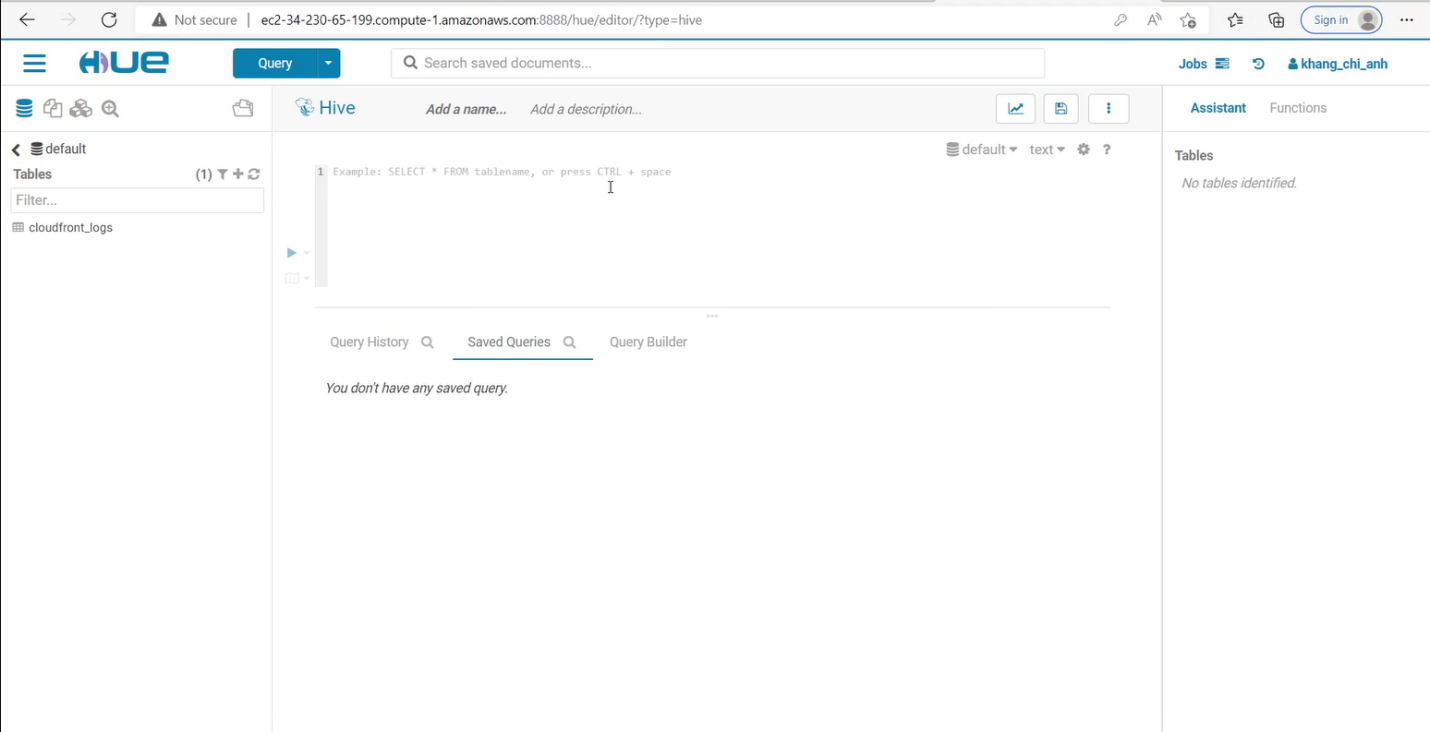 Not secure | ec2-34-230-65-199.compute-1.amazonaws.com:8888/hue/editor/?type=hive
Sign in
HUE
Query
Search saved documents...
Jobs
khang_chi_anh
Hive
Add a name...
Add a description...
Assistant
Functions
default
default
text
?
Tables
(1)
Tables
No tables identified.
1 Example: SELECT * FROM tablename, or press CTRL + space
Filter...
cloudfront_logs
Query History
Saved Queries
Query Builder
You don't have any saved query.